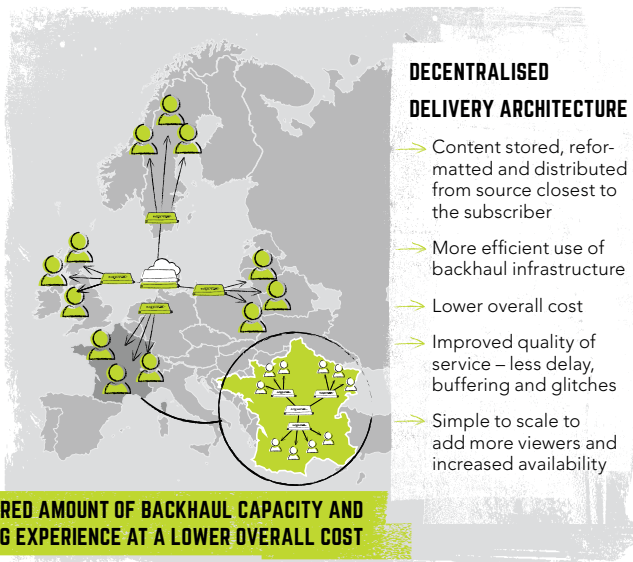 DECENTRALISED
DELIVERY ARCHITECTURE
Content stored, refor-
matted and distributed
from source closest to
the subscriber
More efficient use of
backhaul infrastructure
Lower overall cost
Improved quality of
service – less delay,
buffering and glitches
Simple to scale to
add more viewers and
increased availability
RED AMOUNT OF BACKHAUL CAPACITY AND
G EXPERIENCE AT A LOWER OVERALL COST